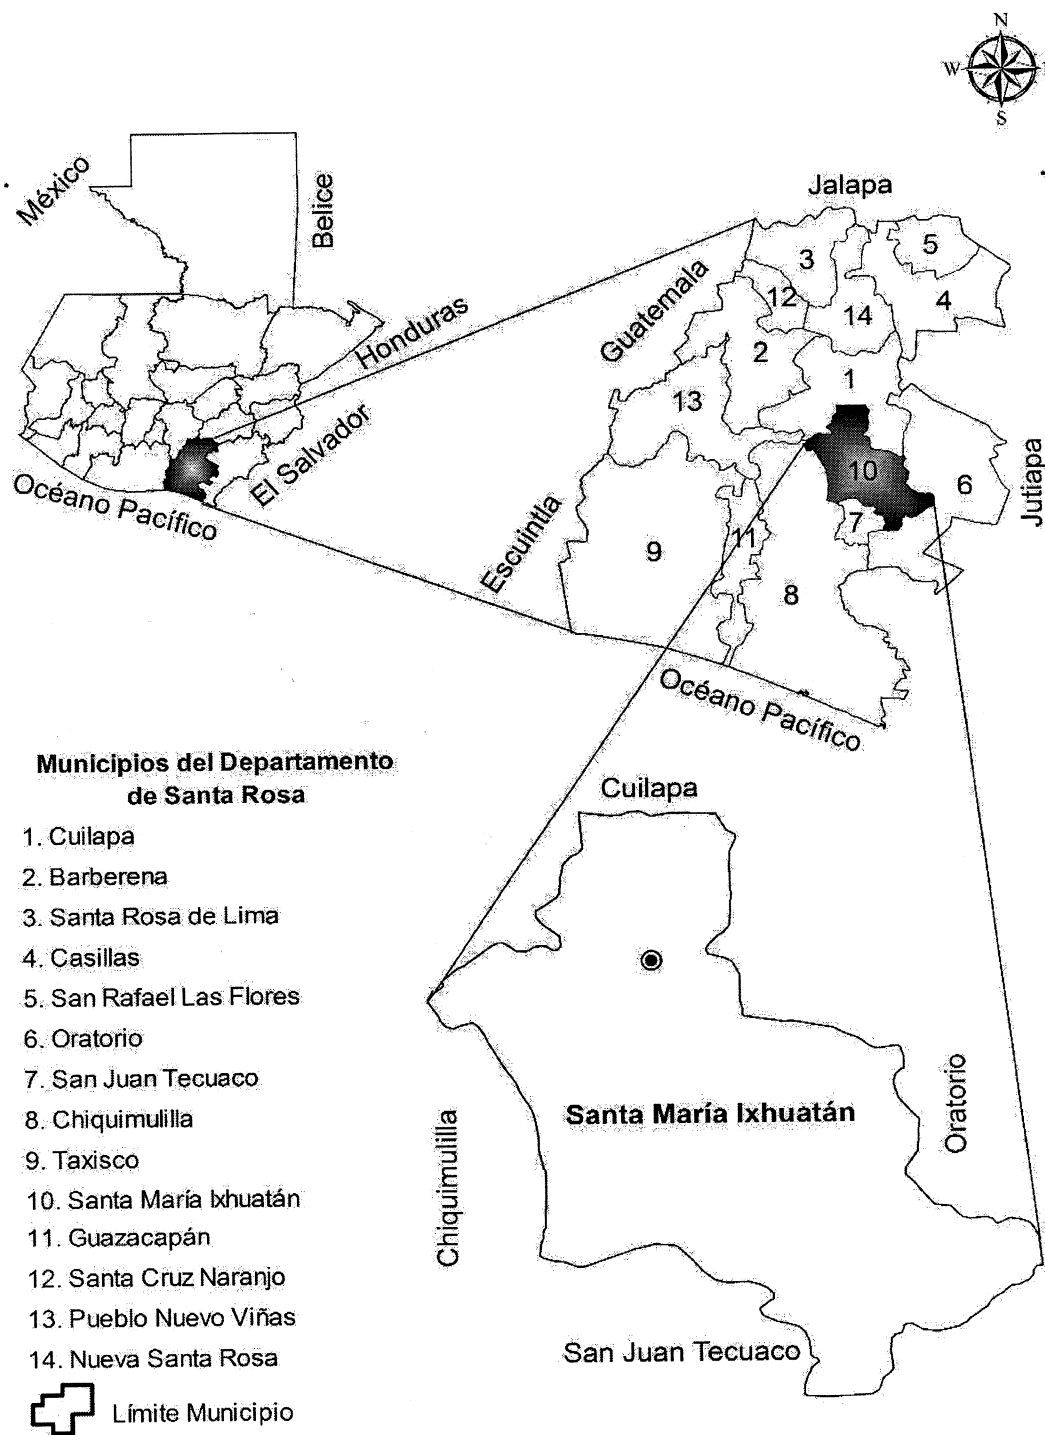 N
W
S
México
Belice
Honduras
El Salvador
Océano Pacífico
Jalapa
Guatemala
Escuintla
Jutiapa
Océano Pacífico
3
5
12
14
4
2
1
13
10
6
7
11
9
8
Municipios del Departamento
de Santa Rosa
1. Cuilapa
2. Barberena
3. Santa Rosa de Lima
4. Casillas
5. San Rafael Las Flores
6. Oratorio
7. San Juan Tecuaco
8. Chiquimulilla
9. Taxisco
10. Santa María Ixhuatán
11. Guazacapán
12. Santa Cruz Naranjo
13. Pueblo Nuevo Viñas
14. Nueva Santa Rosa
Límite Municipio
Cuilapa
Chiquimulilla
Santa María Ixhuatán
Oratorio
San Juan Tecuaco